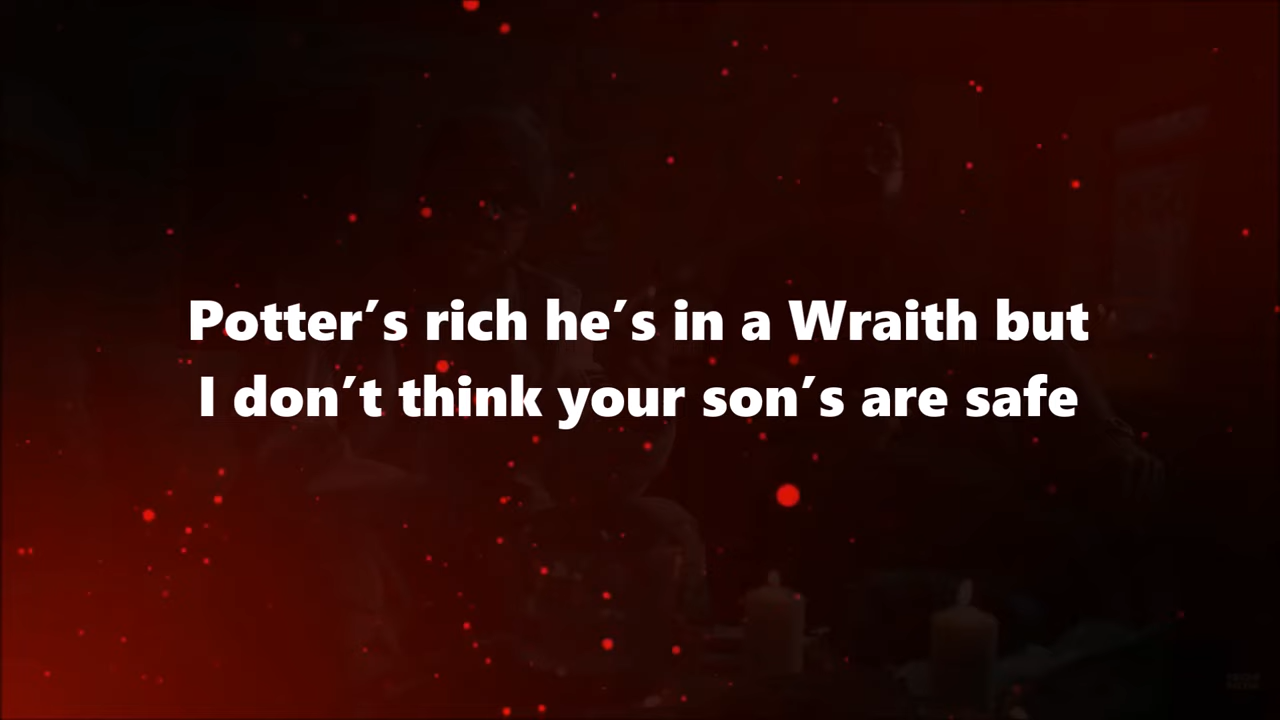 Potter’s rich he’s in a Wraith but
I don’t think your son’s are safe